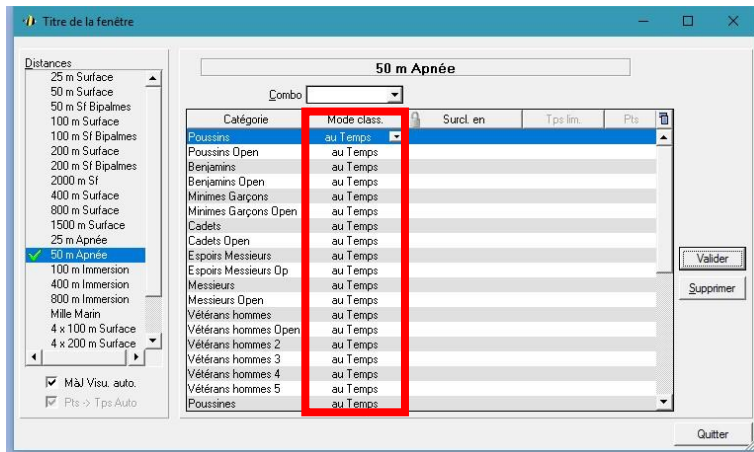 Titre de la fenêtre
Distances
25 m Surface
50 m Surface
50 m Sf Bipalmes
100 m Surface
100 m Sf Bipalmes
200 m Surface
200 m Sf Bipalmes
2000 m Sf
400 m Surface
800 m Surface
1500 m Surface
25 m Apnée
50 m Apnée
100 m Immersion
400 m Immersion
800 m Immersion
Mille Marin
4 x 100 m Surface
4 x 200 m Surface
MàJ Visu. auto.
Pts -> Tps Auto
50 m Apnée
Combo
Catégorie Mode class. Surcl. en Tps lim. Pts
Poussins au Temps
Poussins Open au Temps
Benjamins au Temps
Benjamins Open au Temps
Minimes Garçons au Temps
Minimes Garçons Open au Temps
Cadets au Temps
Cadets Open au Temps
Espoirs Messieurs au Temps
Espoirs Messieurs Op au Temps
Messieurs au Temps
Messieurs Open au Temps
Vétérans hommes au Temps
Vétérans hommes Open au Temps
Vétérans hommes 2 au Temps
Vétérans hommes 3 au Temps
Vétérans hommes 4 au Temps
Vétérans hommes 5 au Temps
Poussines au Temps
Valider
Supprimer
Quitter